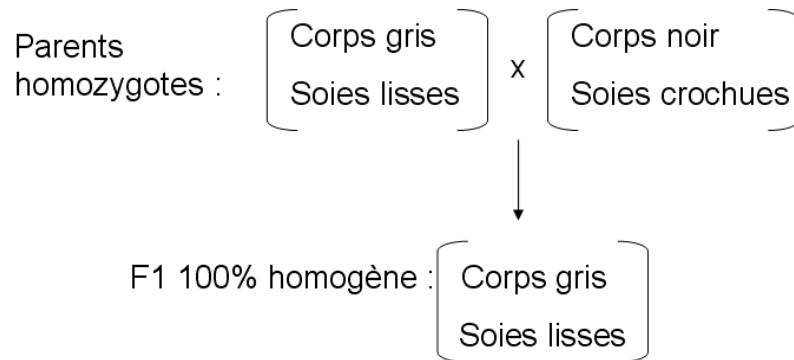 Parents
homozygotes :
Corps gris
Soies lisses
X
Corps noir
Soies crochues
F1 100% homogène :
Corps gris
Soies lisses